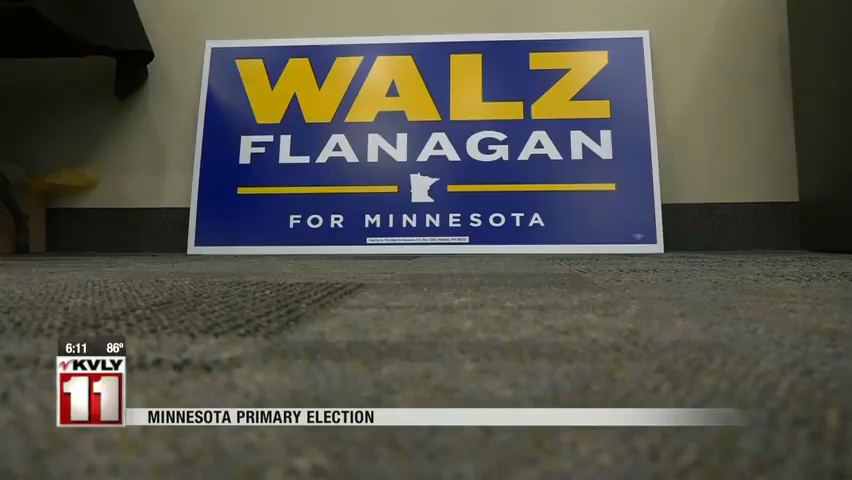 WALZ
FLANAGAN
FOR MINNESOTA
6:11 86°
KVLY
11
MINNESOTA PRIMARY ELECTION